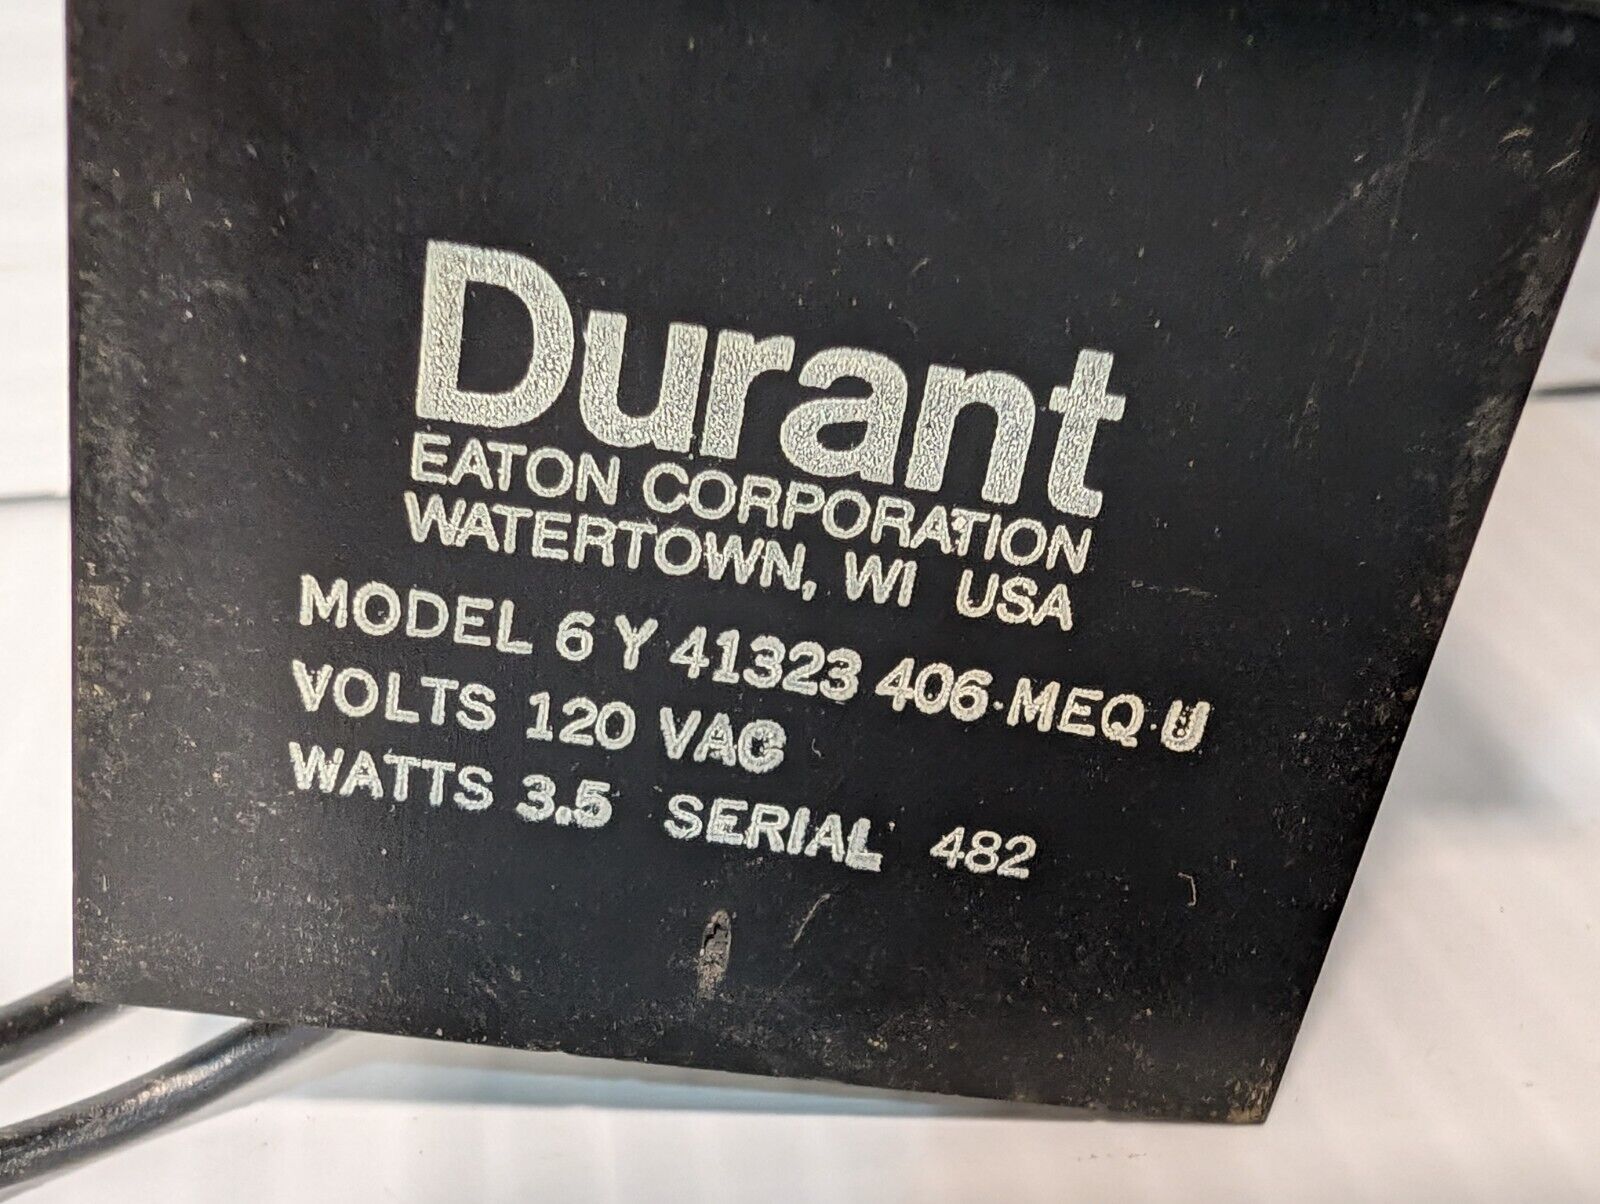 Durant
EATON CORPORATION
WATERTOWN, WI USA
MODEL 6 Y 41323 406-MEQ-U
VOLTS 120 VAC
WATTS 3.5 SERIAL 482